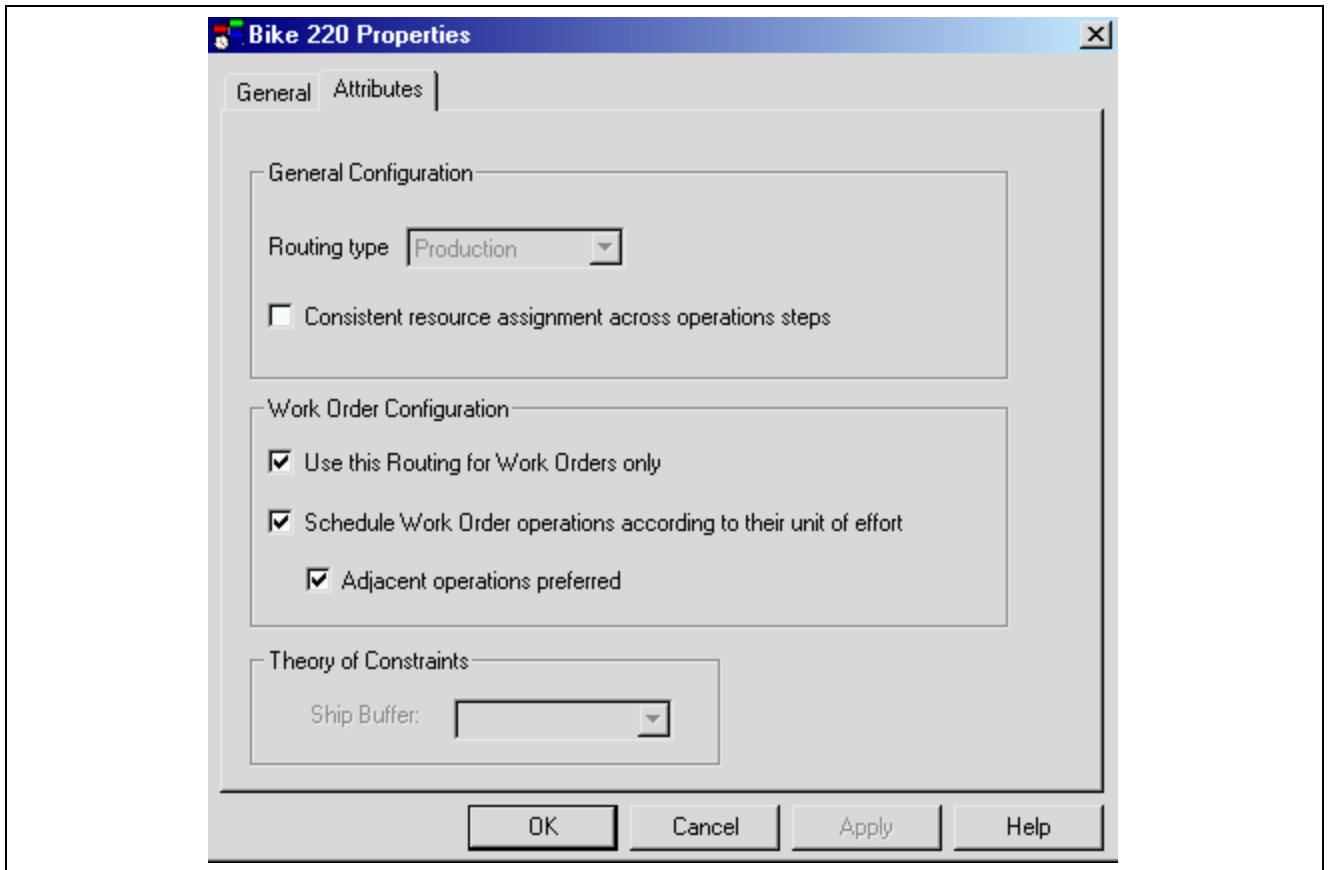 Bike 220 Properties
General
Attributes
General Configuration
Routing type Production
Consistent resource assignment across operations steps
Work Order Configuration
Use this Routing for Work Orders only
Schedule Work Order operations according to their unit of effort
Adjacent operations preferred
Theory of Constraints
Ship Buffer:
OK Cancel Apply Help